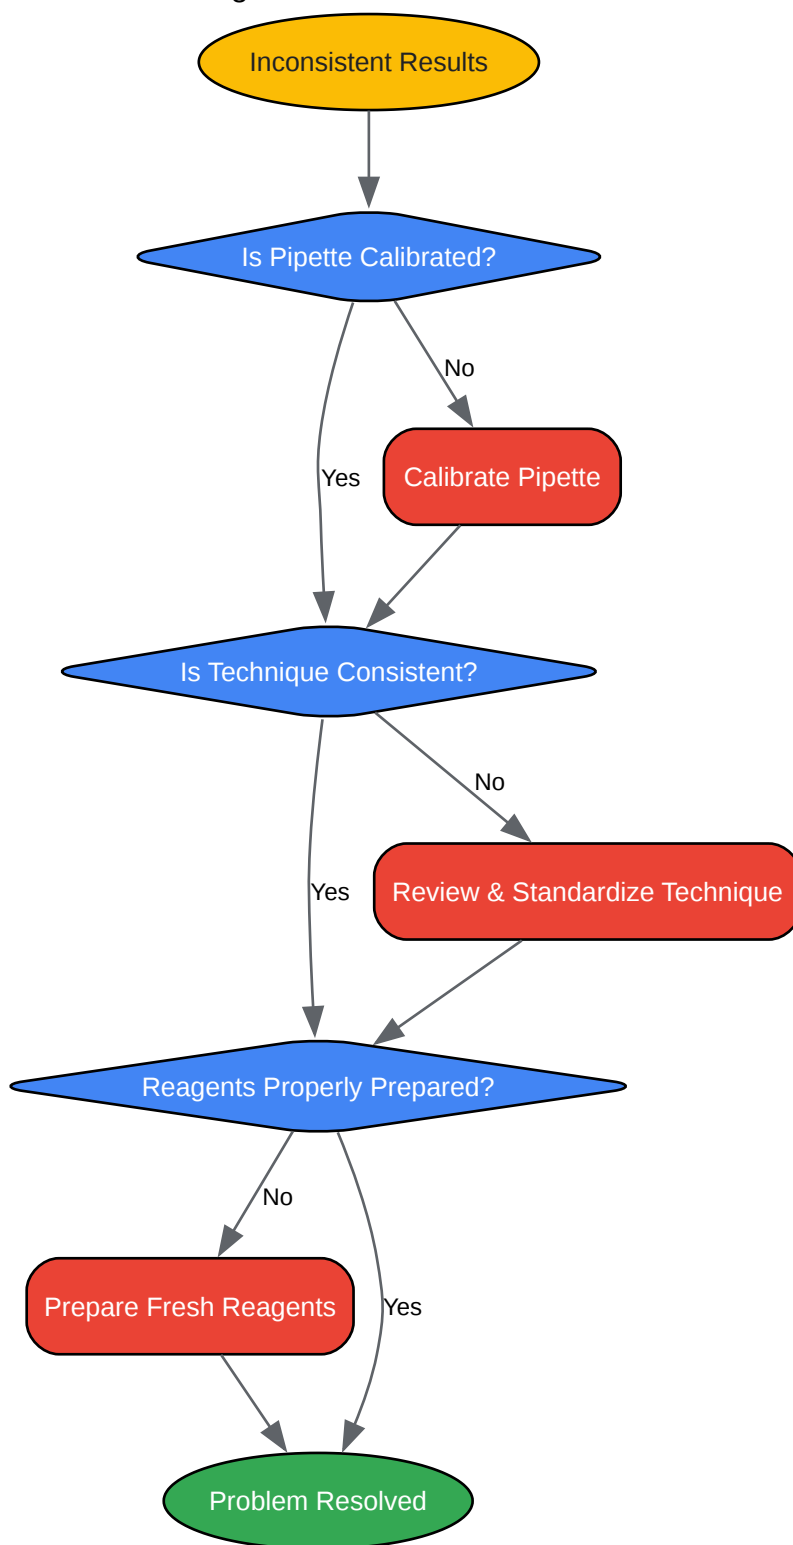 Inconsistent Results
Is Pipette Calibrated?
No
Yes
Calibrate Pipette
Is Technique Consistent?
No
Yes
Review & Standardize Technique
Reagents Properly Prepared?
No
Yes
Prepare Fresh Reagents
Problem Resolved